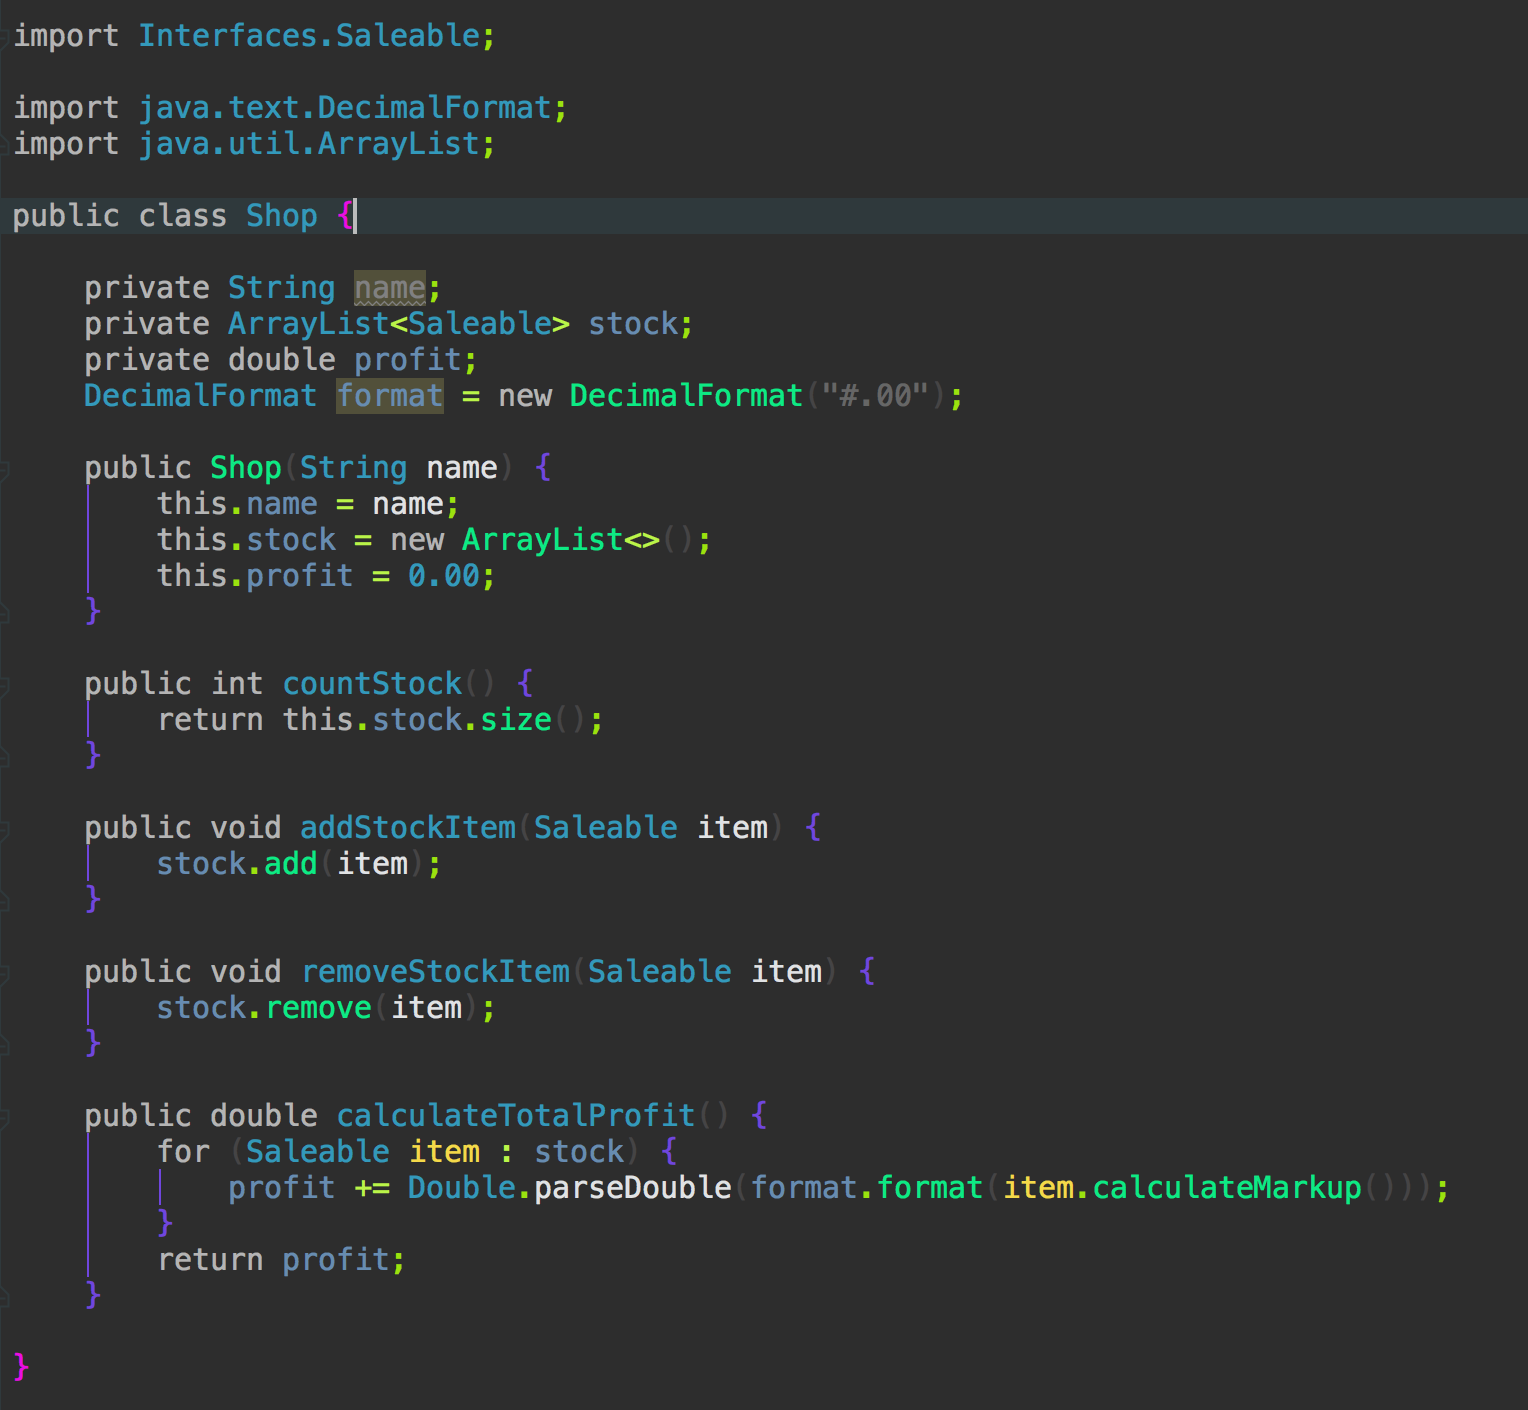 import Interfaces.Saleable;
import java.text.DecimalFormat;
import java.util.ArrayList;
public class Shop {
private String name;
private ArrayList<Saleable> stock;
private double profit;
DecimalFormat format = new DecimalFormat("#.00");
public Shop(String name) {
this.name = name;
this.stock = new ArrayList<>();
this.profit = 0.00;
}
public int countStock() {
return this.stock.size();
}
public void addStockItem(Saleable item) {
stock.add(item);
}
public void removeStockItem(Saleable item) {
stock.remove(item);
}
public double calculateTotalProfit() {
for (Saleable item : stock) {
profit += Double.parseDouble(format.format(item.calculateMarkup()));
}
return profit;
}
}